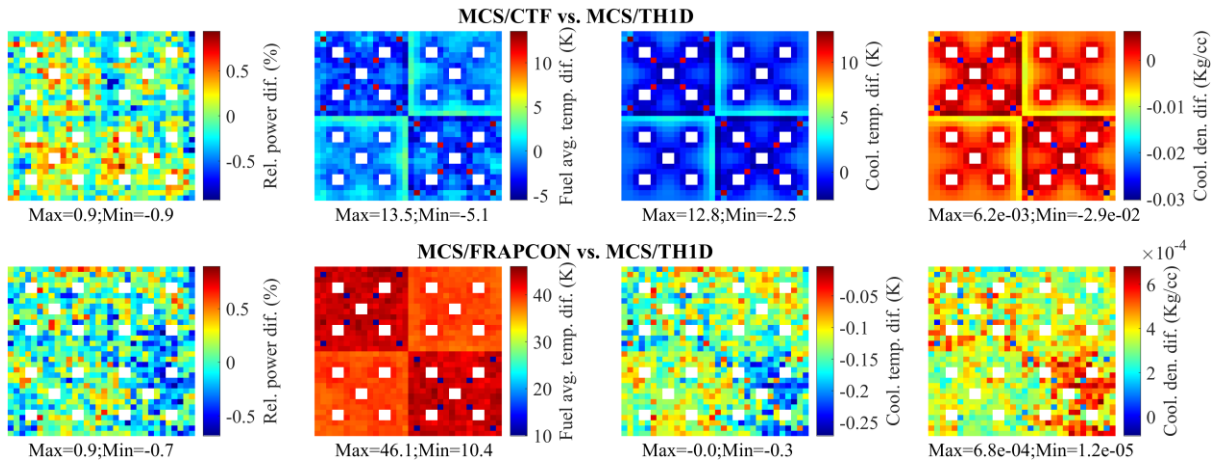 MCS/CTF vs. MCS/TH1D
0.5
0
-0.5
Rel. power dif. (%)
Max=0.9;Min=-0.9
10
5
0
-5
Fuel avg. temp. dif. (K)
Max=13.5;Min=-5.1
10
5
0
Cool. temp. dif. (K)
Max=12.8;Min=-2.5
0
-0.01
-0.02
-0.03
Cool. den. dif. (Kg/cc)
Max=6.2e-03;Min=-2.9e-02
MCS/FRAPCON vs. MCS/TH1D
0.5
0
-0.5
Rel. power dif. (%)
Max=0.9;Min=-0.7
40
30
20
10
Fuel avg. temp. dif. (K)
Max=46.1;Min=10.4
-0.05
-0.1
-0.15
-0.2
-0.25
Cool. temp. dif. (K)
Max=-0.0;Min=-0.3
×10-4
6
4
2
0
Cool. den. dif. (Kg/cc)
Max=6.8e-04;Min=1.2e-05